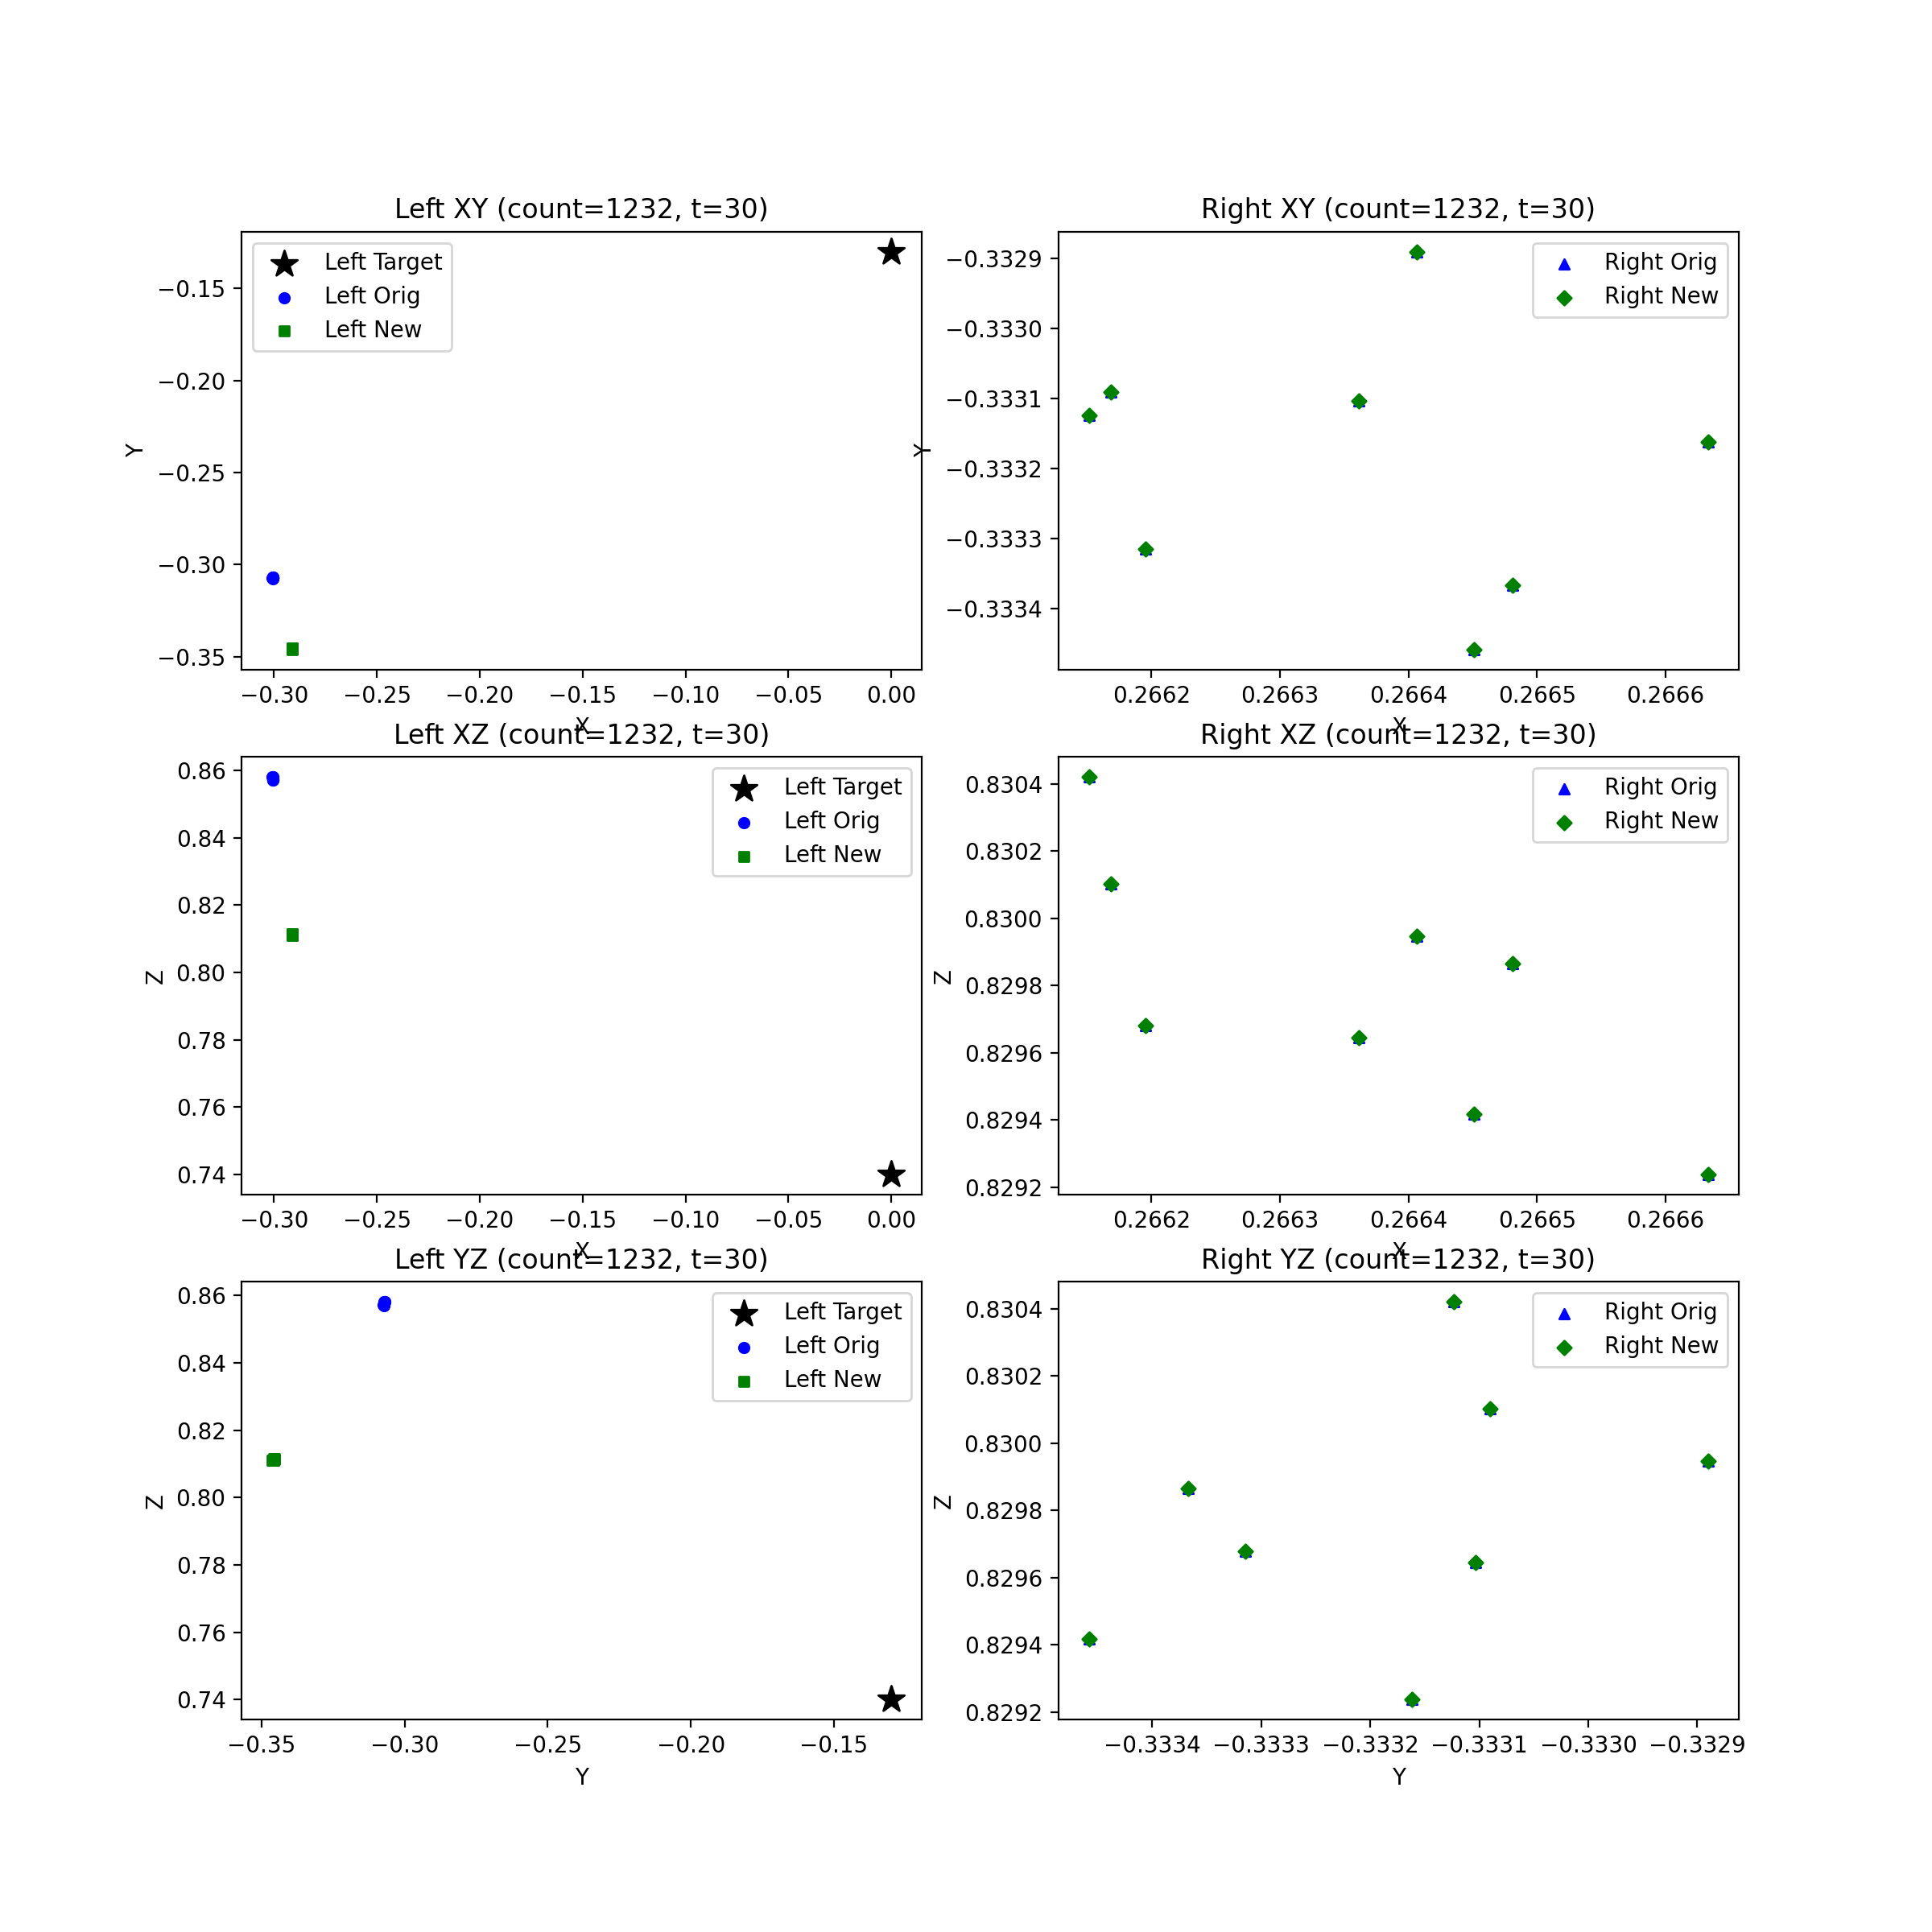 Left XY (count=1232, t=30)
Left Target
Left Orig
Left New
−0.15
−0.20
−0.25
−0.30
−0.35
Y
−0.30 −0.25 −0.20 −0.15 −0.10 −0.05 0.00
X
Right XY (count=1232, t=30)
Right Orig
Right New
−0.3329
−0.3330
−0.3331
−0.3332
−0.3333
−0.3334
Y
0.2662 0.2663 0.2664 0.2665 0.2666
X
Left XZ (count=1232, t=30)
Left Target
Left Orig
Left New
0.86
0.84
0.82
0.80
0.78
0.76
0.74
Z
−0.30 −0.25 −0.20 −0.15 −0.10 −0.05 0.00
X
Right XZ (count=1232, t=30)
Right Orig
Right New
0.8304
0.8302
0.8300
0.8298
0.8296
0.8294
0.8292
Z
0.2662 0.2663 0.2664 0.2665 0.2666
X
Left YZ (count=1232, t=30)
Left Target
Left Orig
Left New
0.86
0.84
0.82
0.80
0.78
0.76
0.74
Z
−0.35 −0.30 −0.25 −0.20 −0.15
Y
Right YZ (count=1232, t=30)
Right Orig
Right New
0.8304
0.8302
0.8300
0.8298
0.8296
0.8294
0.8292
Z
−0.3334 −0.3333 −0.3332 −0.3331 −0.3330 −0.3329
Y